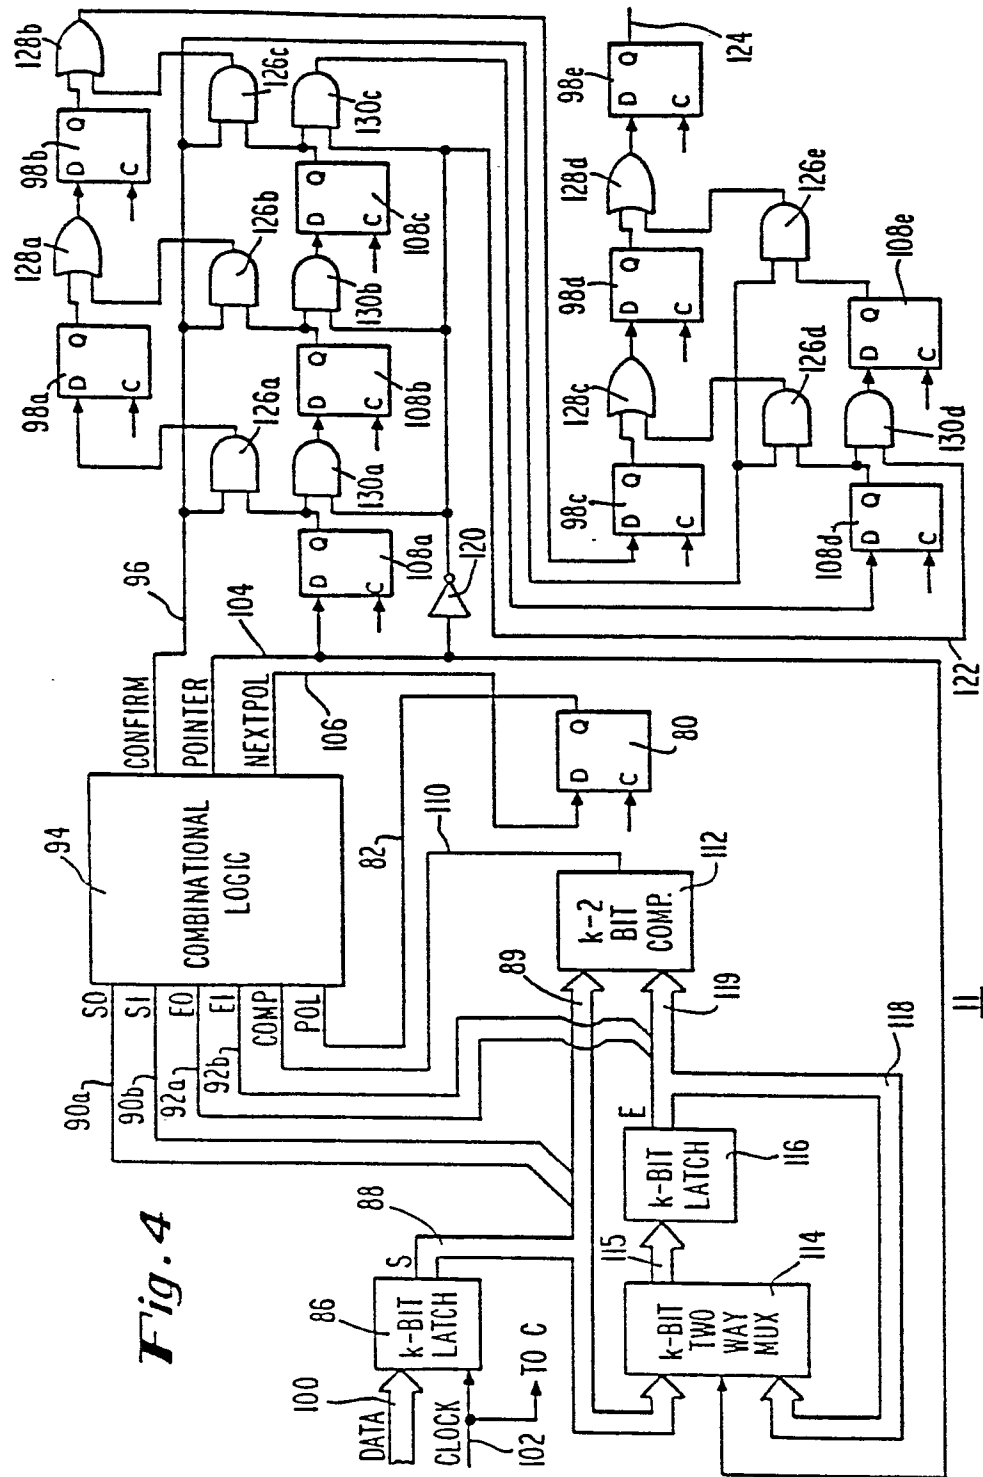 Fig. 4
DATA
100
CLOCK
102
TO C
86
k-BIT
LATCH
S
88
90a
90b
92a
92b
S0
S1
E0
E1
COMP
POL
94
COMBINATIONAL
LOGIC
CONFIRM
POINTER
NEXTPOL
96
104
106
82
110
89
k-2
BIT
COMP.
112
119
D
Q
C
80
k-BIT
TWO
WAY
MUX
114
115
k-BIT
LATCH
116
E
118
11
120
122
98a
D
Q
C
128a
98b
D
Q
C
128b
126a
126b
126c
108a
D
Q
C
130a
108b
D
Q
C
130b
108c
D
Q
C
130c
98c
D
Q
C
128c
98d
D
Q
C
128d
98e
D
Q
C
124
126d
126e
108d
D
Q
C
130d
108e
D
Q
C